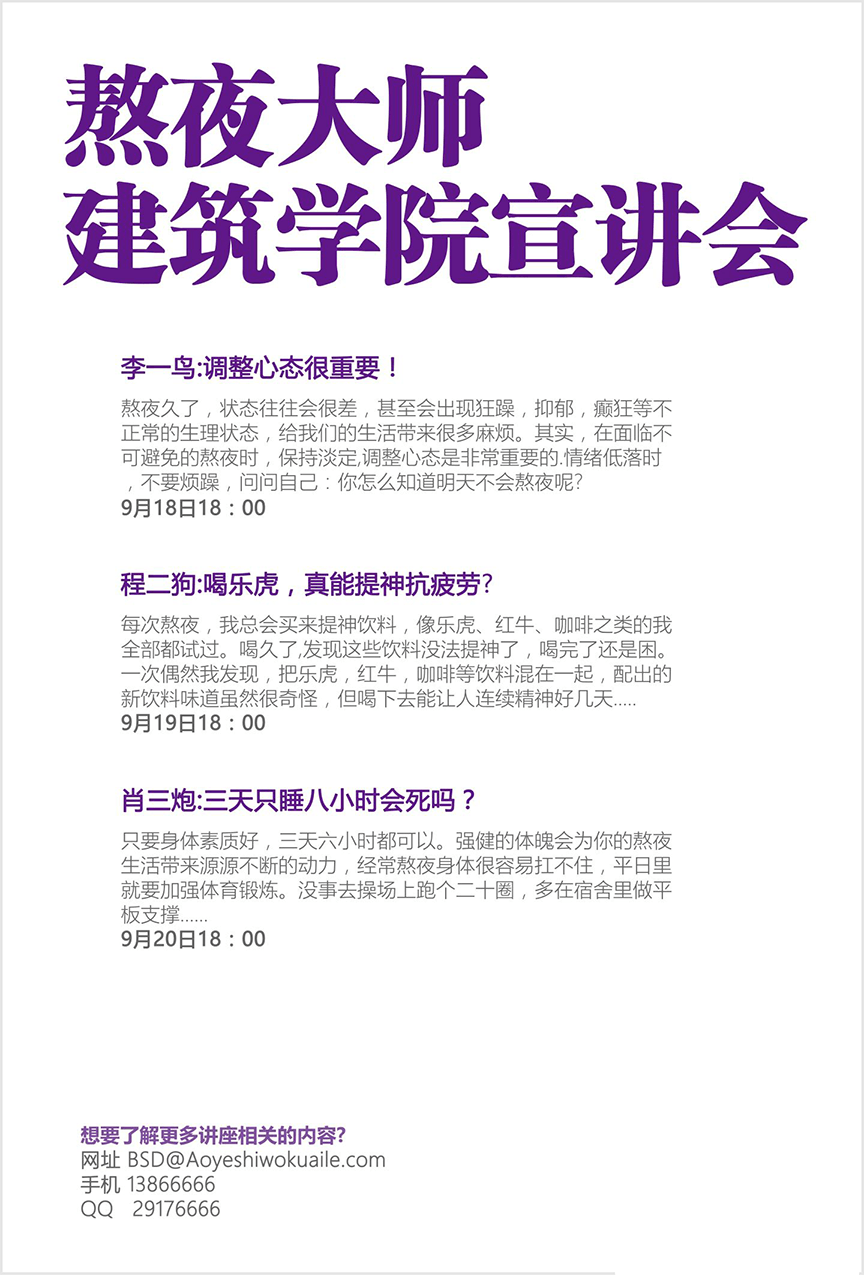 熬夜大师
建筑学院宣讲会
李一鸟:调整心态很重要！
熬夜久了，状态往往会很差，甚至会出现狂躁，抑郁，癫狂等不
正常的生理状态，给我们的生活带来很多麻烦。其实，在面临不
可避免的熬夜时，保持淡定,调整心态是非常重要的.情绪低落时
，不要烦躁，问问自己：你怎么知道明天不会熬夜呢?
9月18日18：00
程二狗:喝乐虎，真能提神抗疲劳?
每次熬夜，我总会买来提神饮料，像乐虎、红牛、咖啡之类的我
全部都试过。喝久了,发现这些饮料没法提神了，喝完了还是困。
一次偶然我发现，把乐虎，红牛，咖啡等饮料混在一起，配出的
新饮料味道虽然很奇怪，但喝下去能让人连续精神好几天.....
9月19日18：00
肖三炮:三天只睡八小时会死吗？
只要身体素质好，三天六小时都可以。强健的体魄会为你的熬夜
生活带来源源不断的动力，经常熬夜身体很容易扛不住，平日里
就要加强体育锻炼。没事去操场上跑个二十圈，多在宿舍里做平
板支撑......
9月20日18：00
想要了解更多讲座相关的内容?
网址 BSD@Aoyeshiwokuaile.com
手机 13866666
QQ 29176666